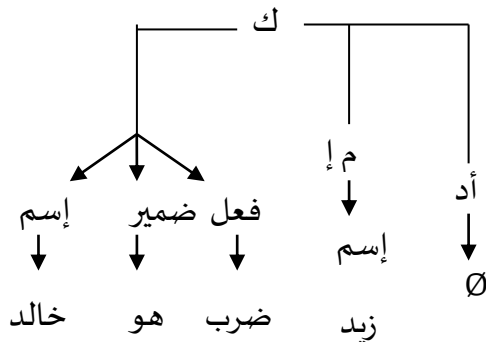 ك
أد
م إ
فعل ضمير إسم
إسم
Ø
ضرب هو خالد
زيد